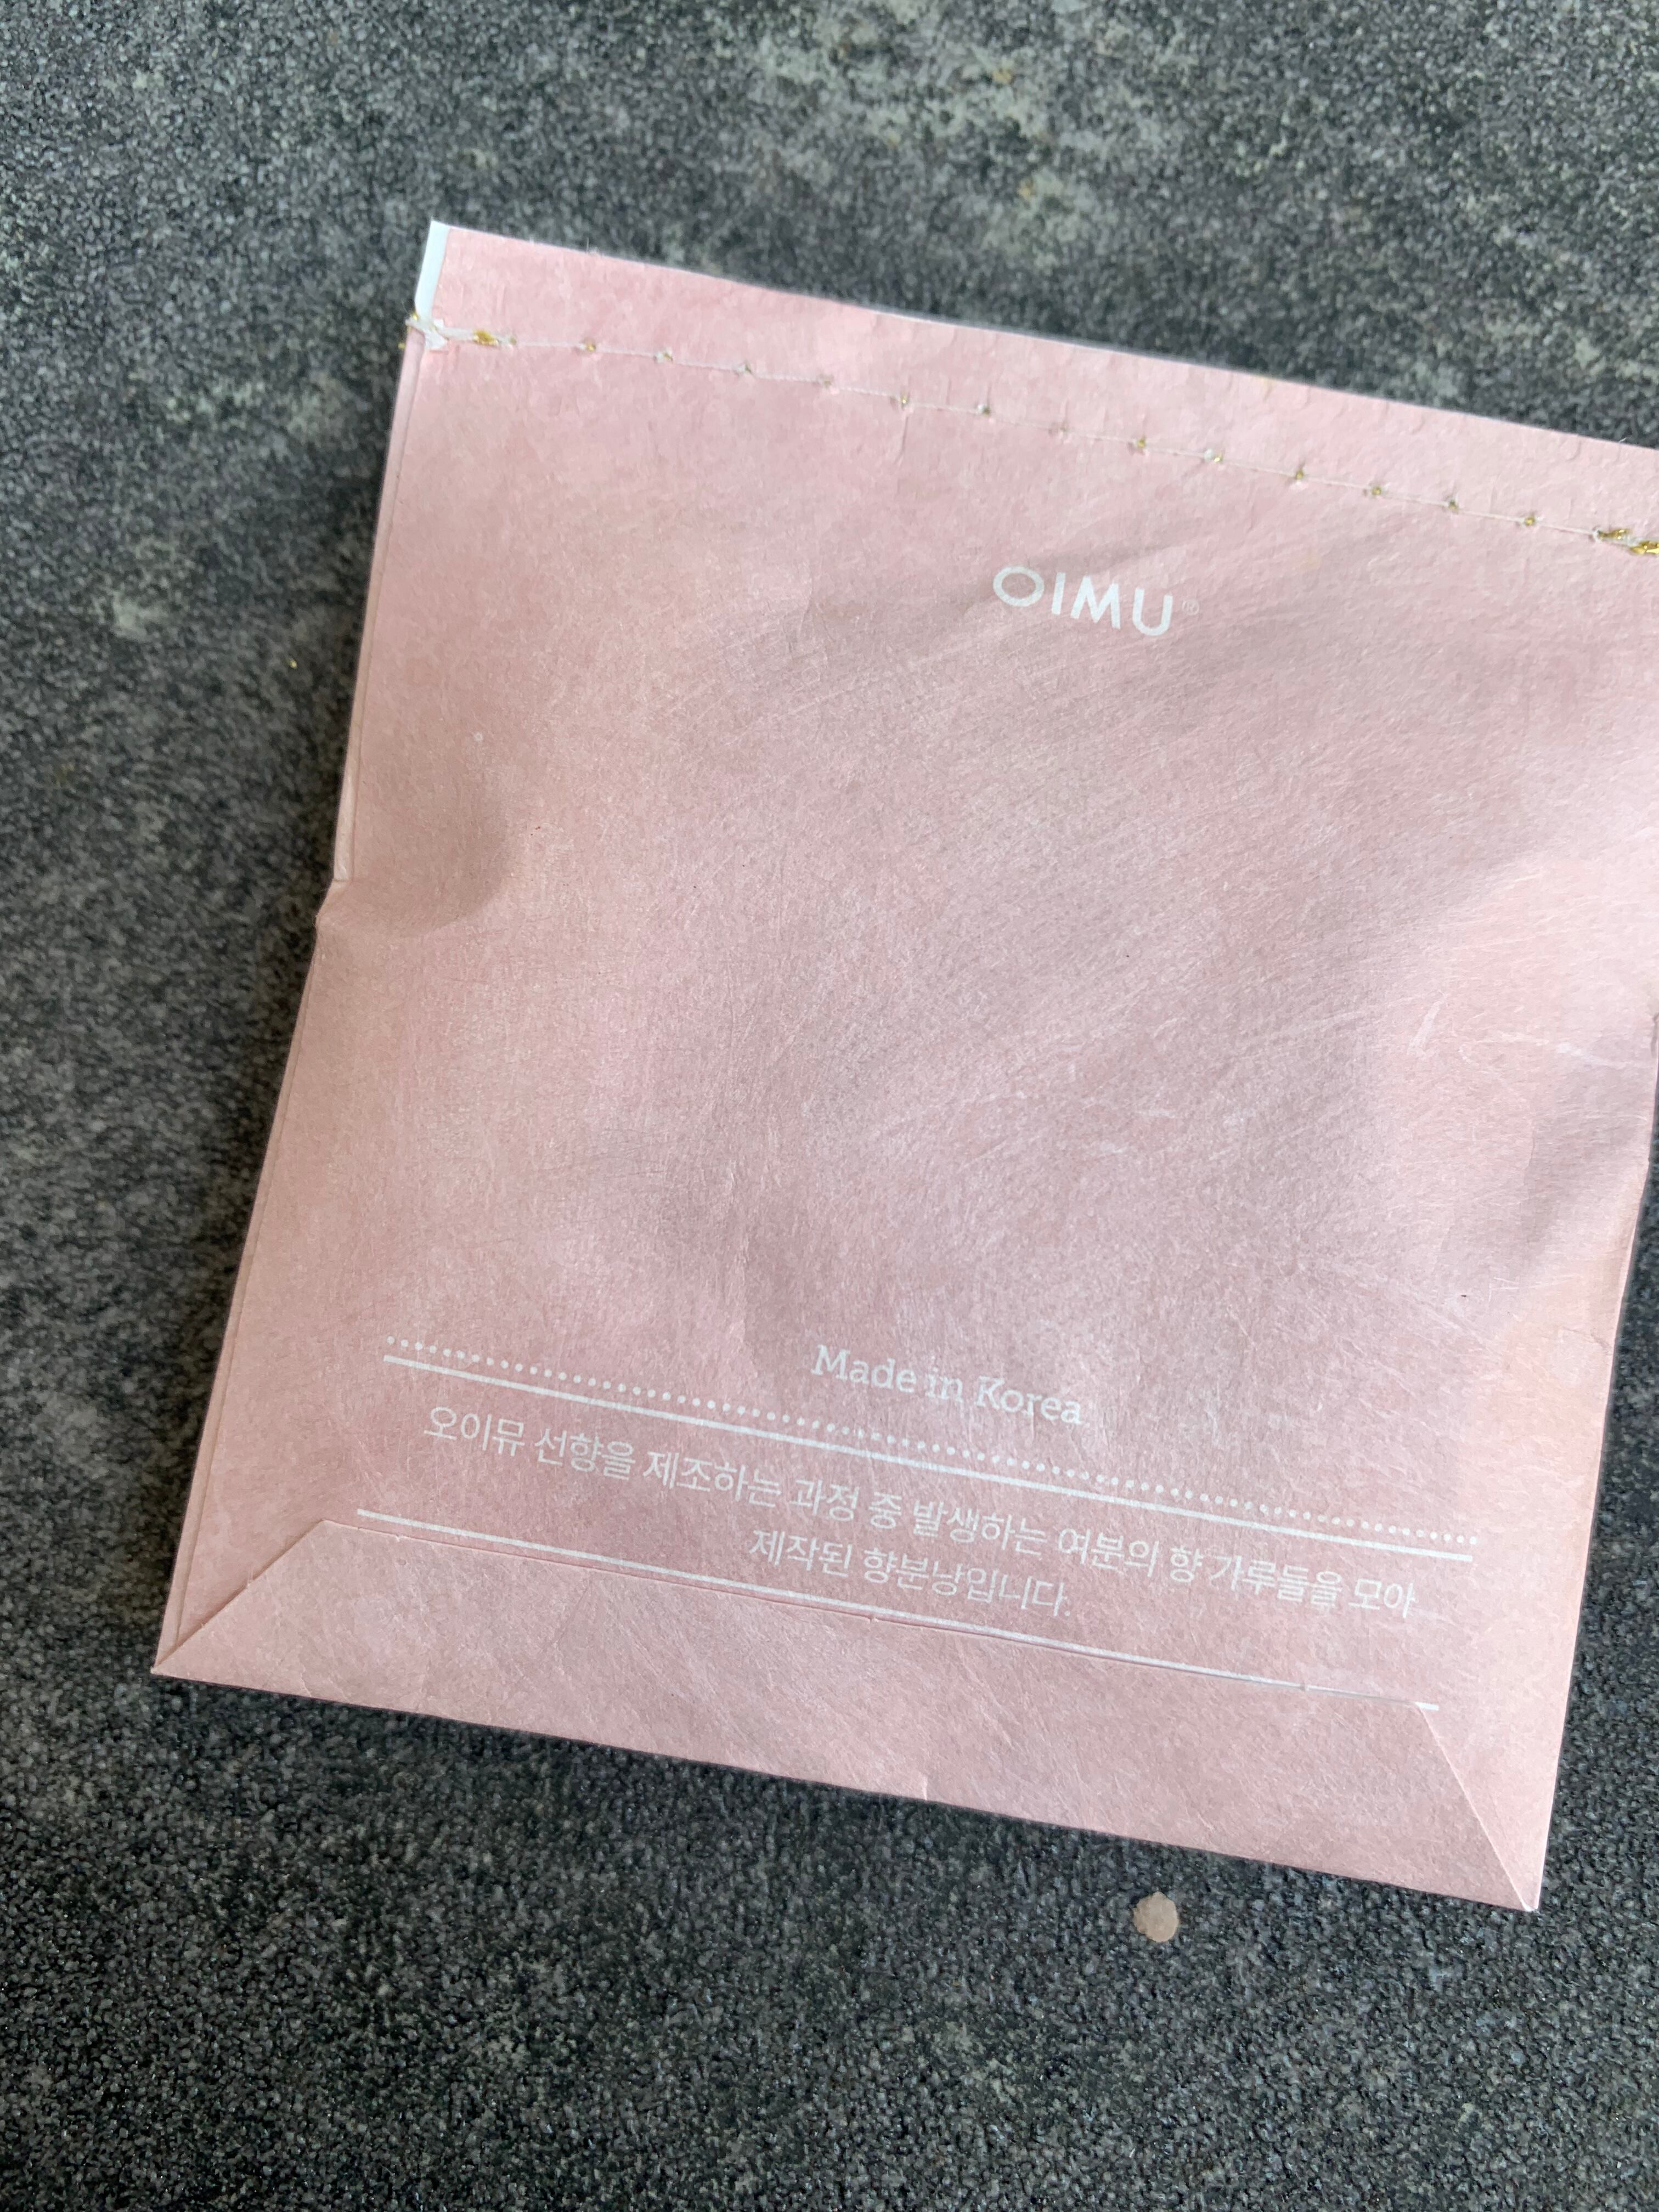 OIMU®
Made in Korea
오이뮤 선향을 제조하는 과정 중 발생하는 여분의 향 가루들을 모아
제작된 향분낭입니다.